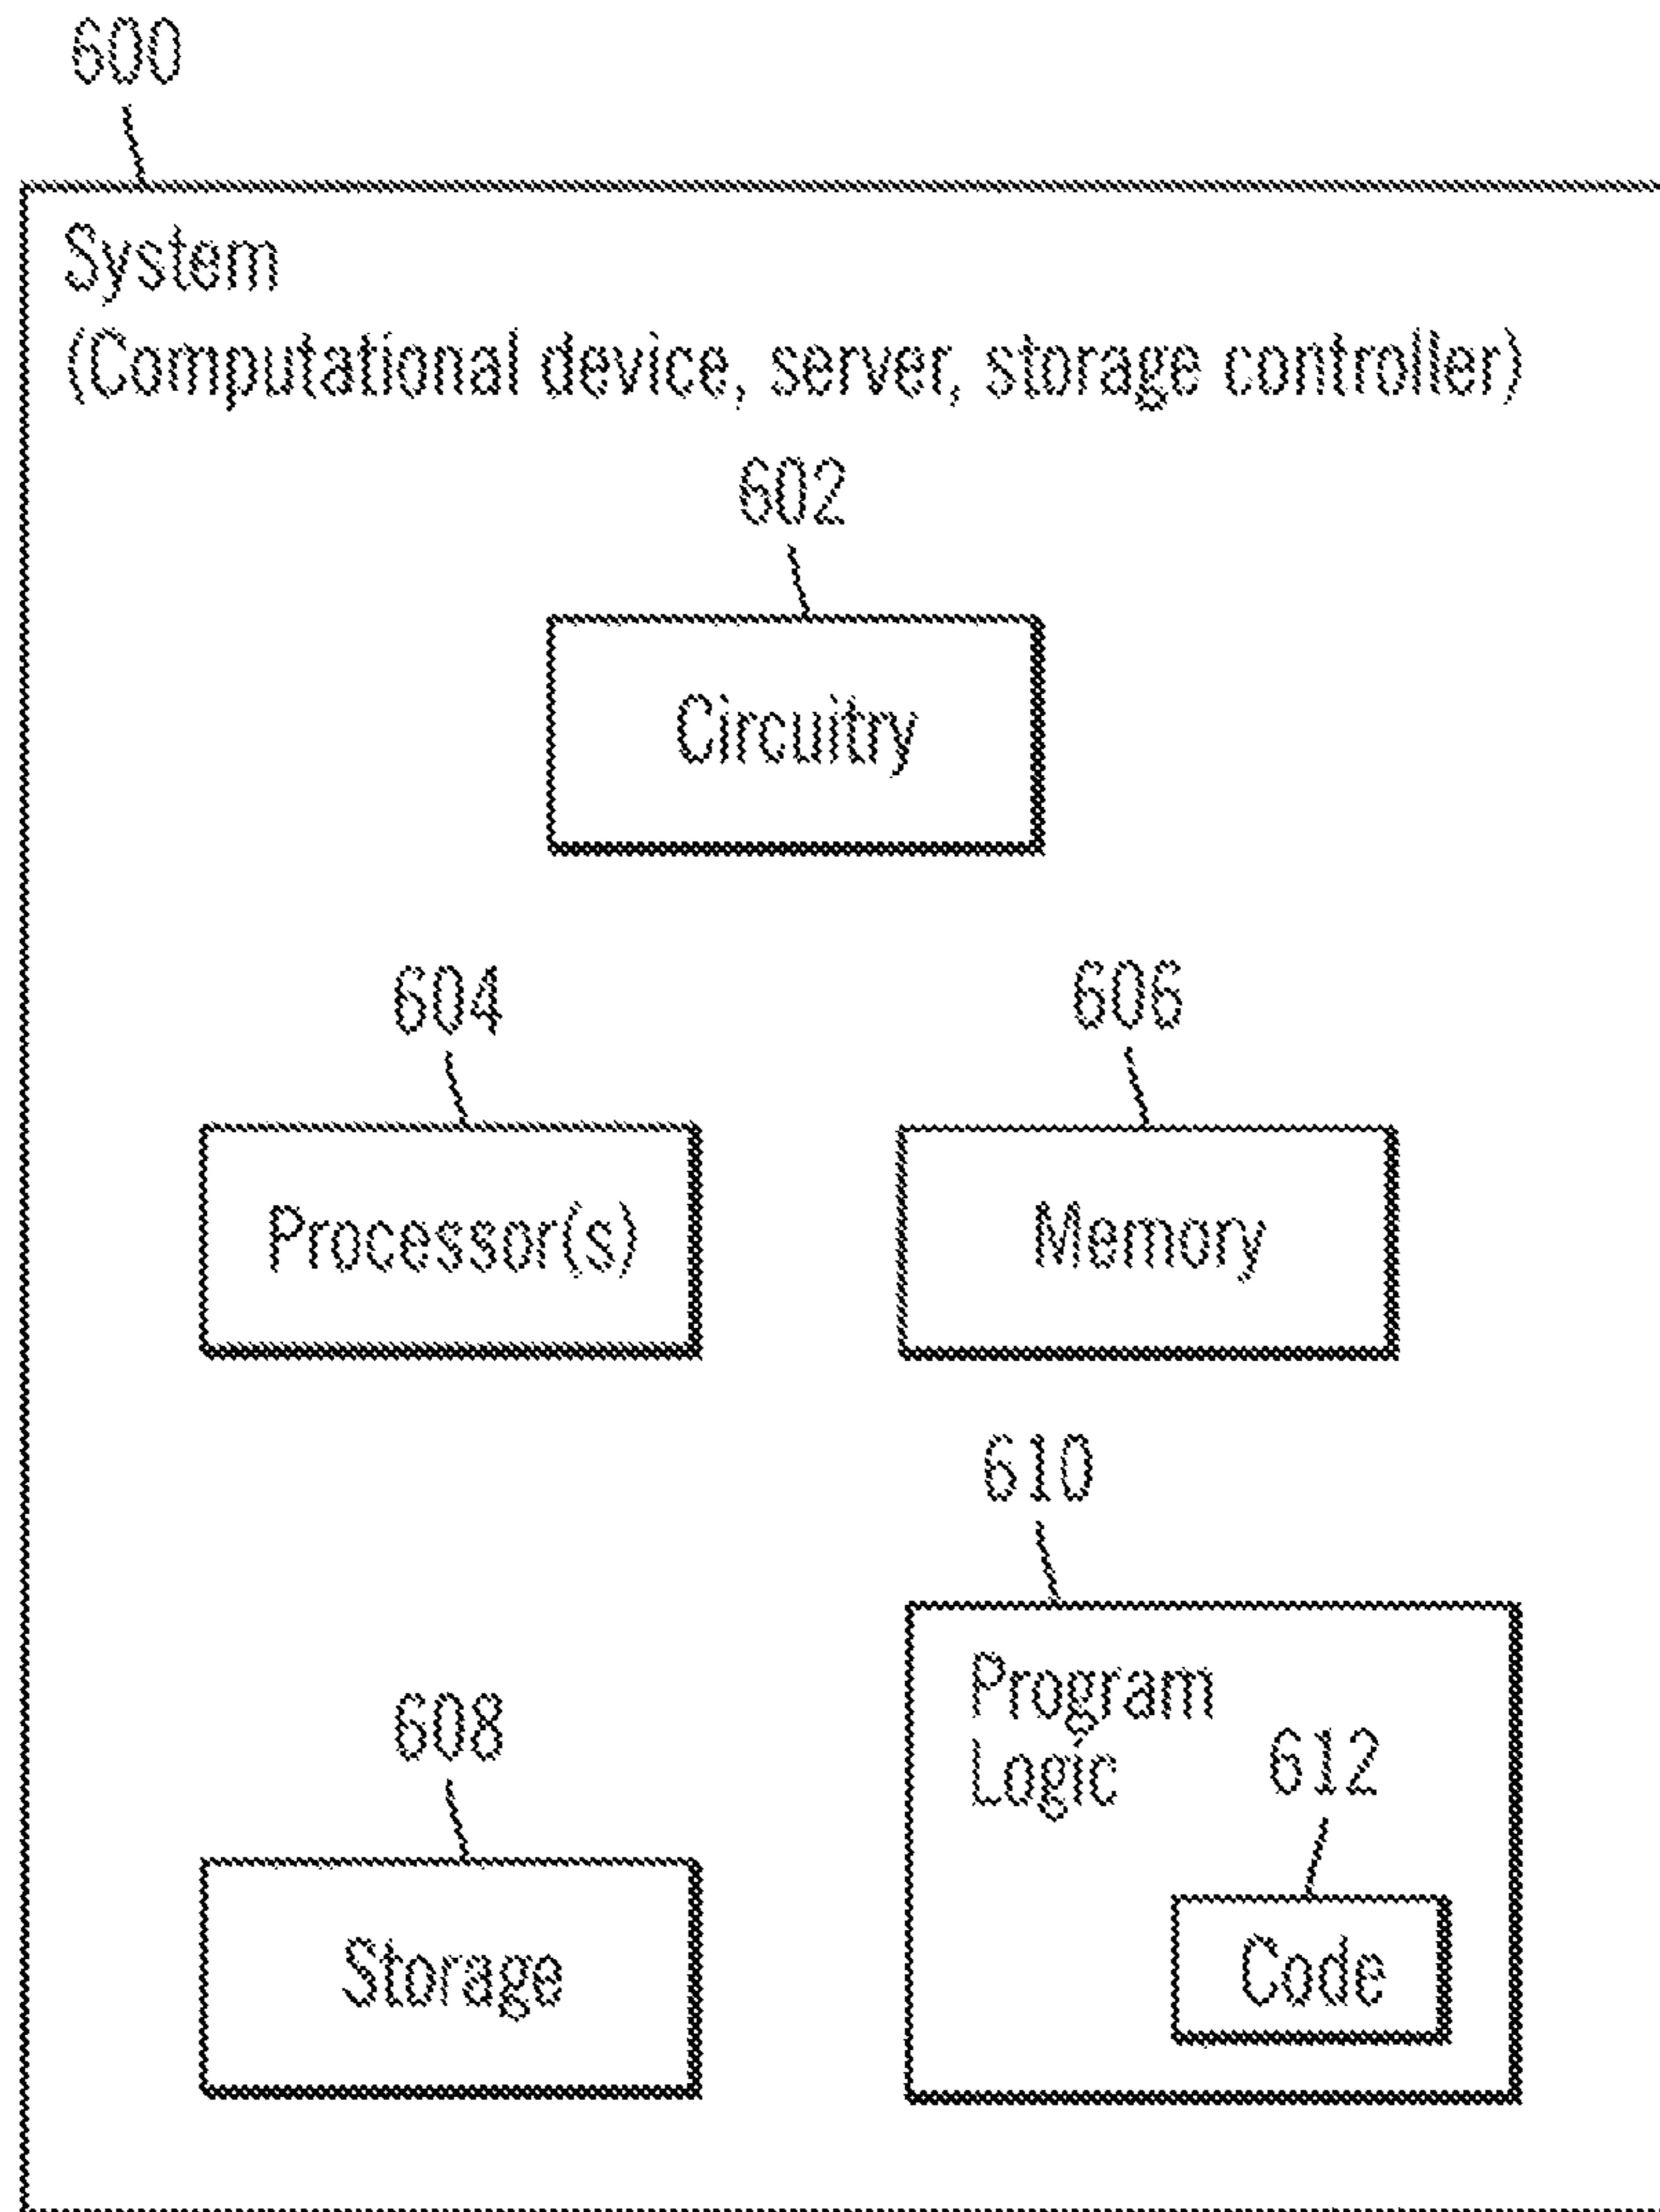 600
System
(Computational device, server, storage controller)
602
Circuitry
604
606
Processor(s)
Memory
610
Program
Logic
612
Code
608
Storage